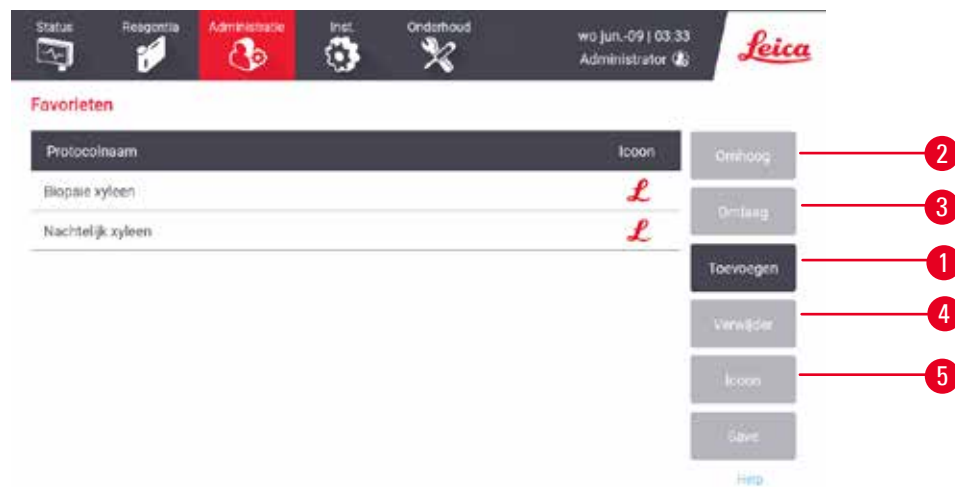 Status Reagentia Administratie Inst. Onderhoud
wo jun.-09 | 03:33
Administrator
Leica
Favorieten
Protocolnaam Icoon
Biopsie xyleen
Nachtelijk xyleen
Omhoog
Omlaag
Toevoegen
Verwijder
Icoon
Save
Help
2
3
1
4
5